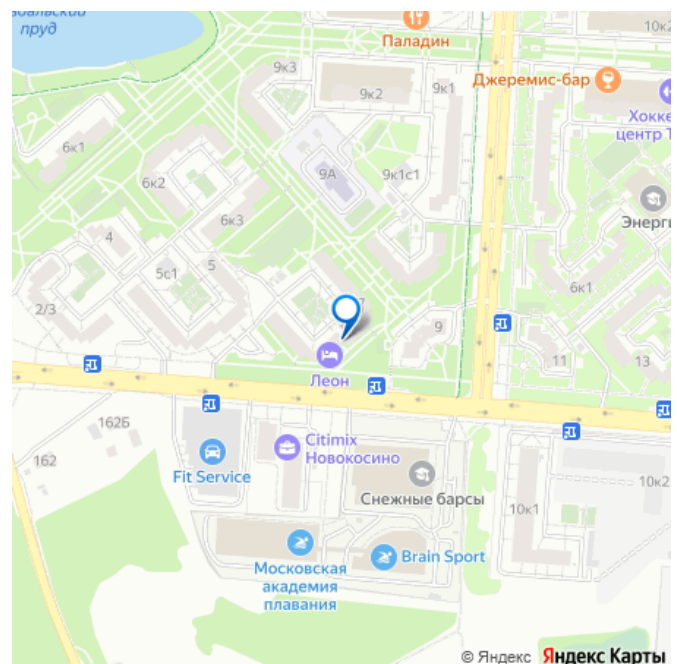 пруд
Паладин
10к2
9к3
9к2
9к1
Джеремис-бар
6к1
Хокке
центр Т
9А
9к1с1
6к2
6к3
Энерги
4
5
5с1
6к1
2/3
7
9
11
13
Леон
162Б
Citimix
Новокосино
162
Fit Service
Снежные барсы
10к2
10к1
Brain Sport
Московская
академия
плавания
© Яндекс Яндекс Карты